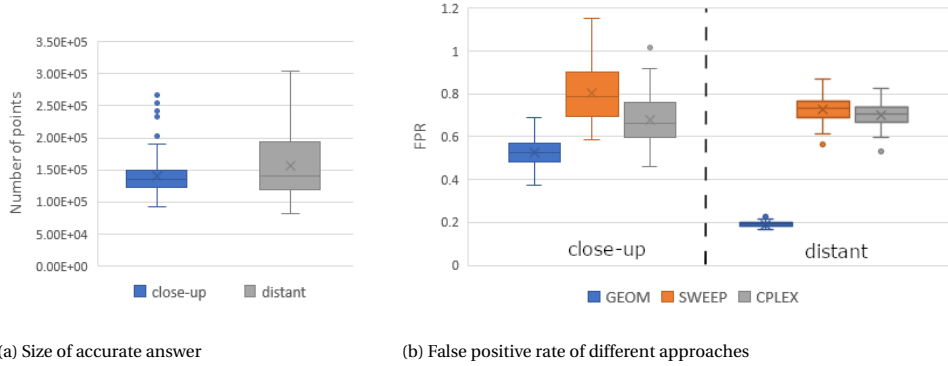 3.50E+05
3.00E+05
2.50E+05
2.00E+05
1.50E+05
1.00E+05
5.00E+04
0.00E+00
Number of points
close-up distant
(a) Size of accurate answer
1.2
1
0.8
0.6
0.4
0.2
0
FPR
close-up distant
GEOM SWEEP CPLEX
(b) False positive rate of different approaches